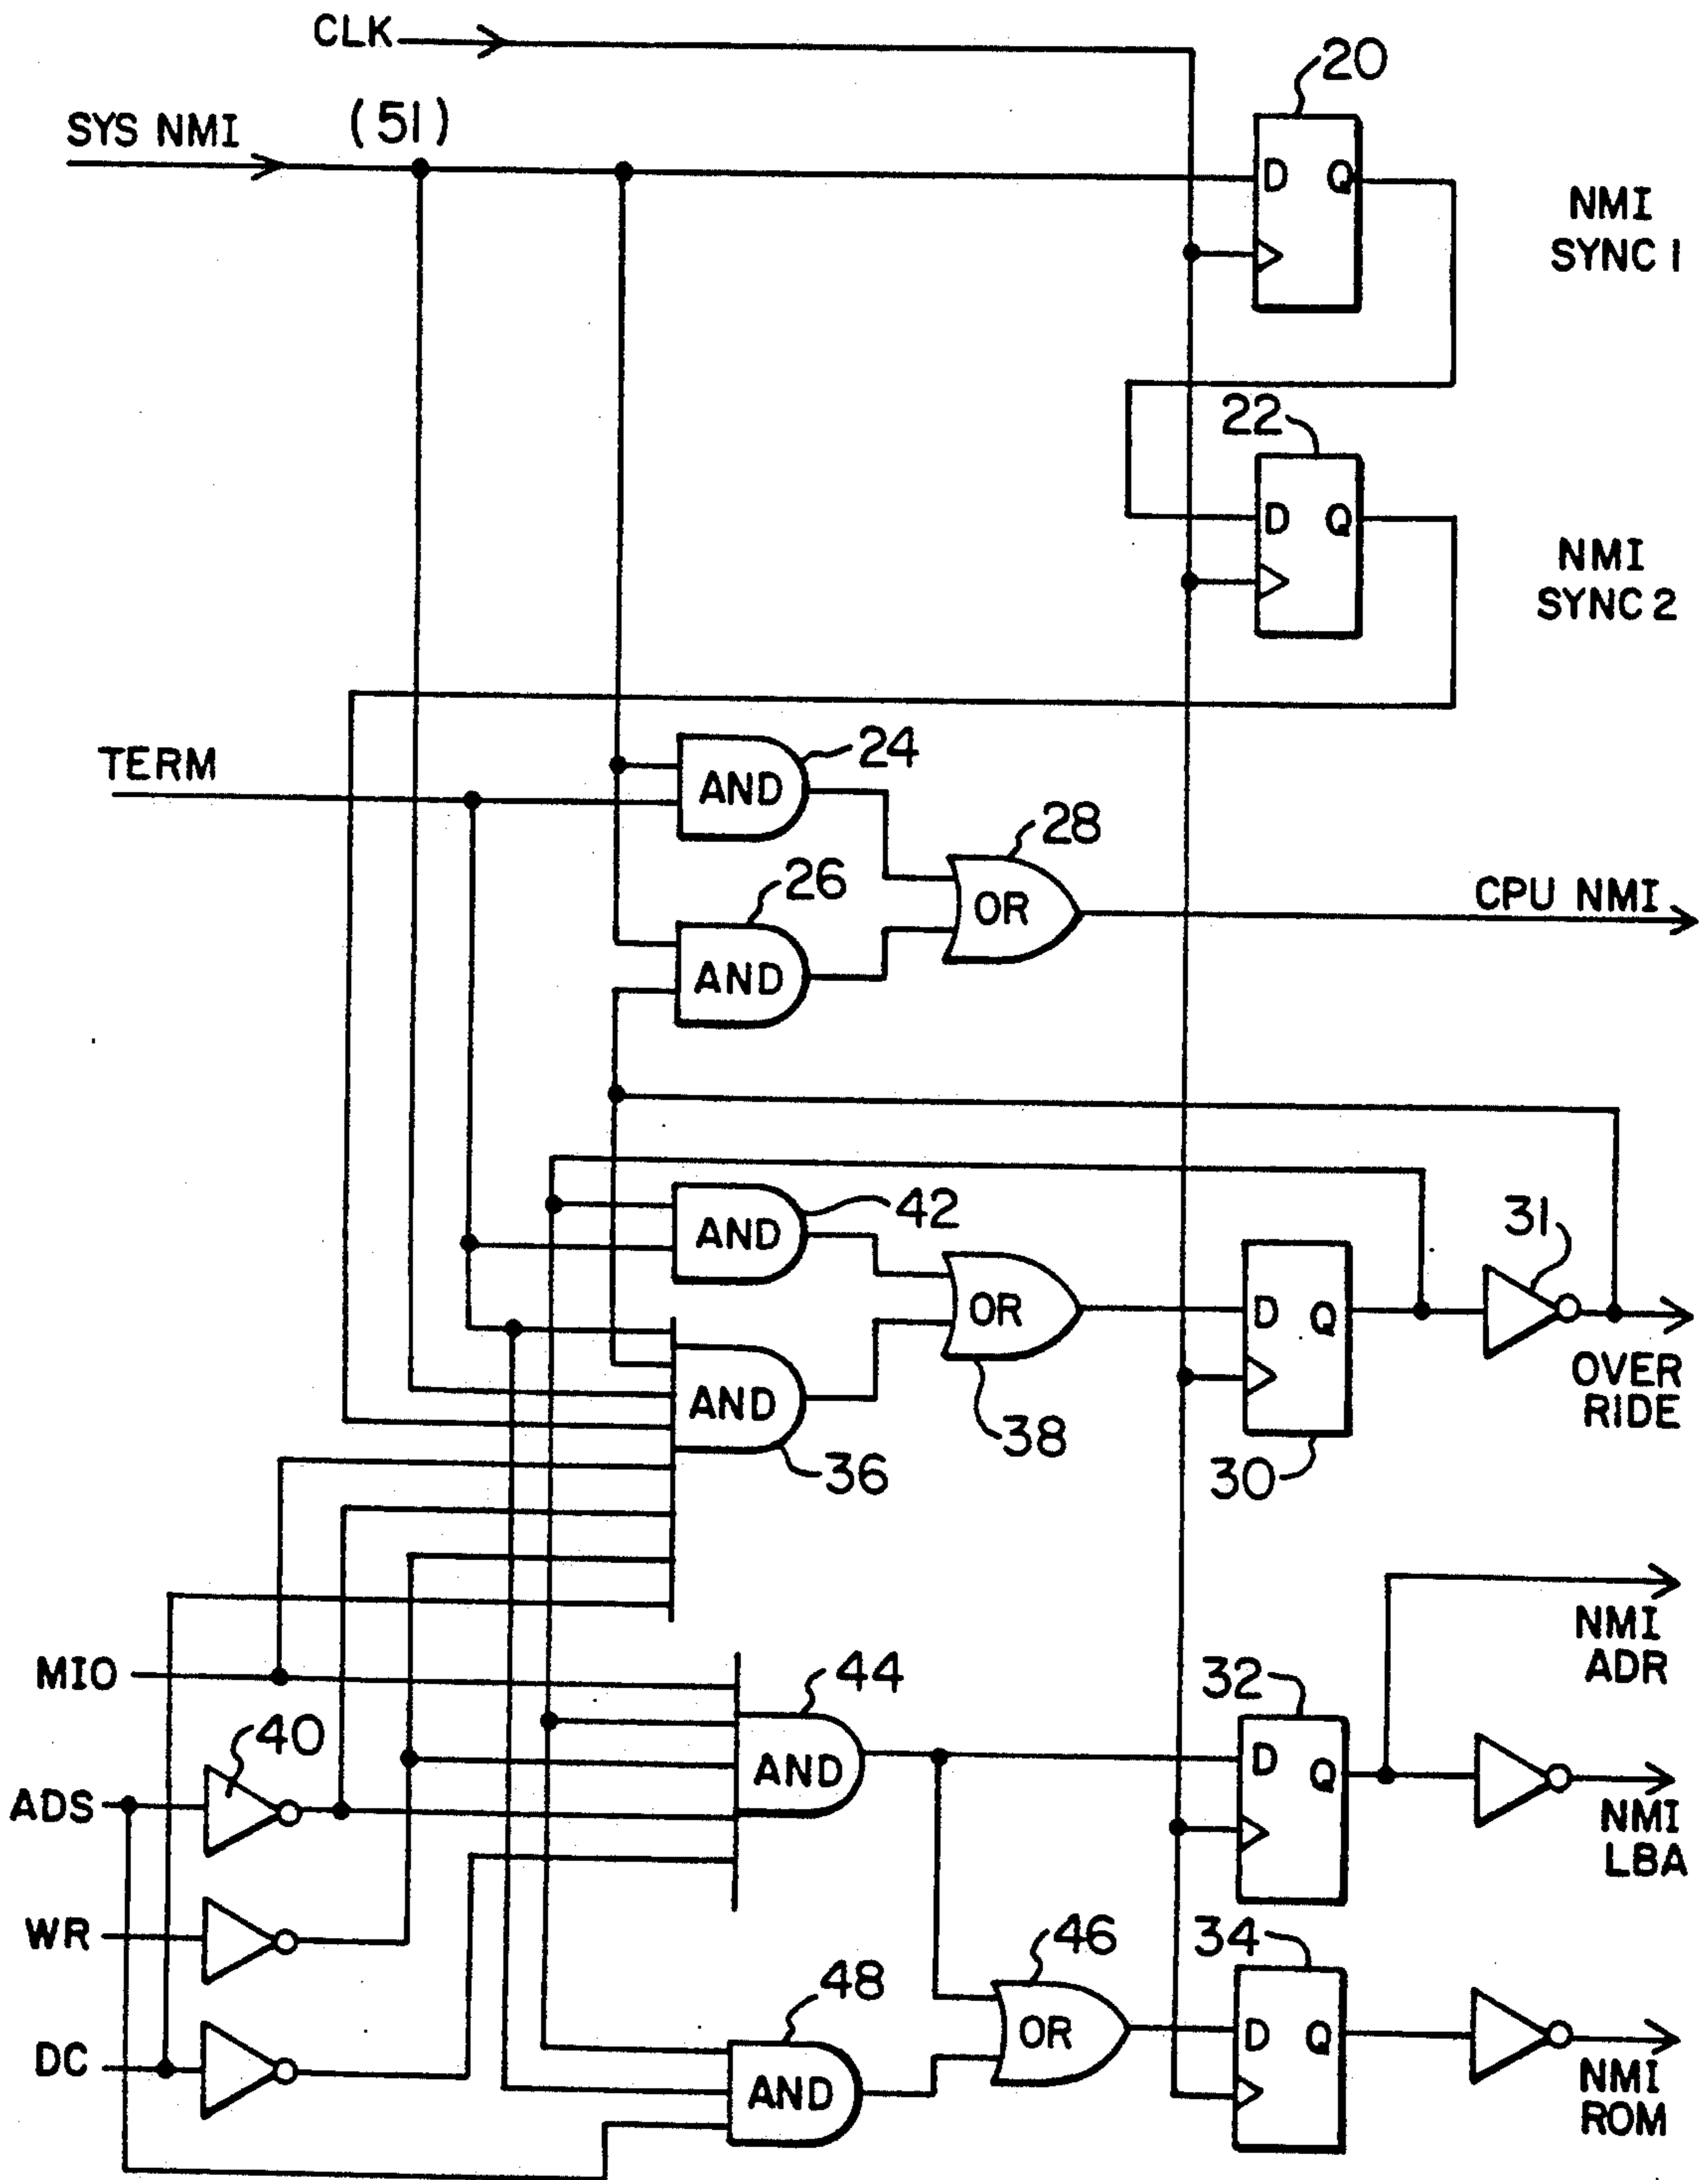 CLK
20
SYS NMI
(51)
D Q
NMI
SYNC 1
22
D Q
NMI
SYNC 2
TERM
AND
24
28
OR
CPU NMI
26
AND
AND
42
31
OR
D Q
OVER
RIDE
AND
36
38
30
NMI
ADR
MIO
44
32
40
AND
D Q
ADS
NMI
LBA
WR
46
34
48
OR
D Q
DC
AND
NMI
ROM